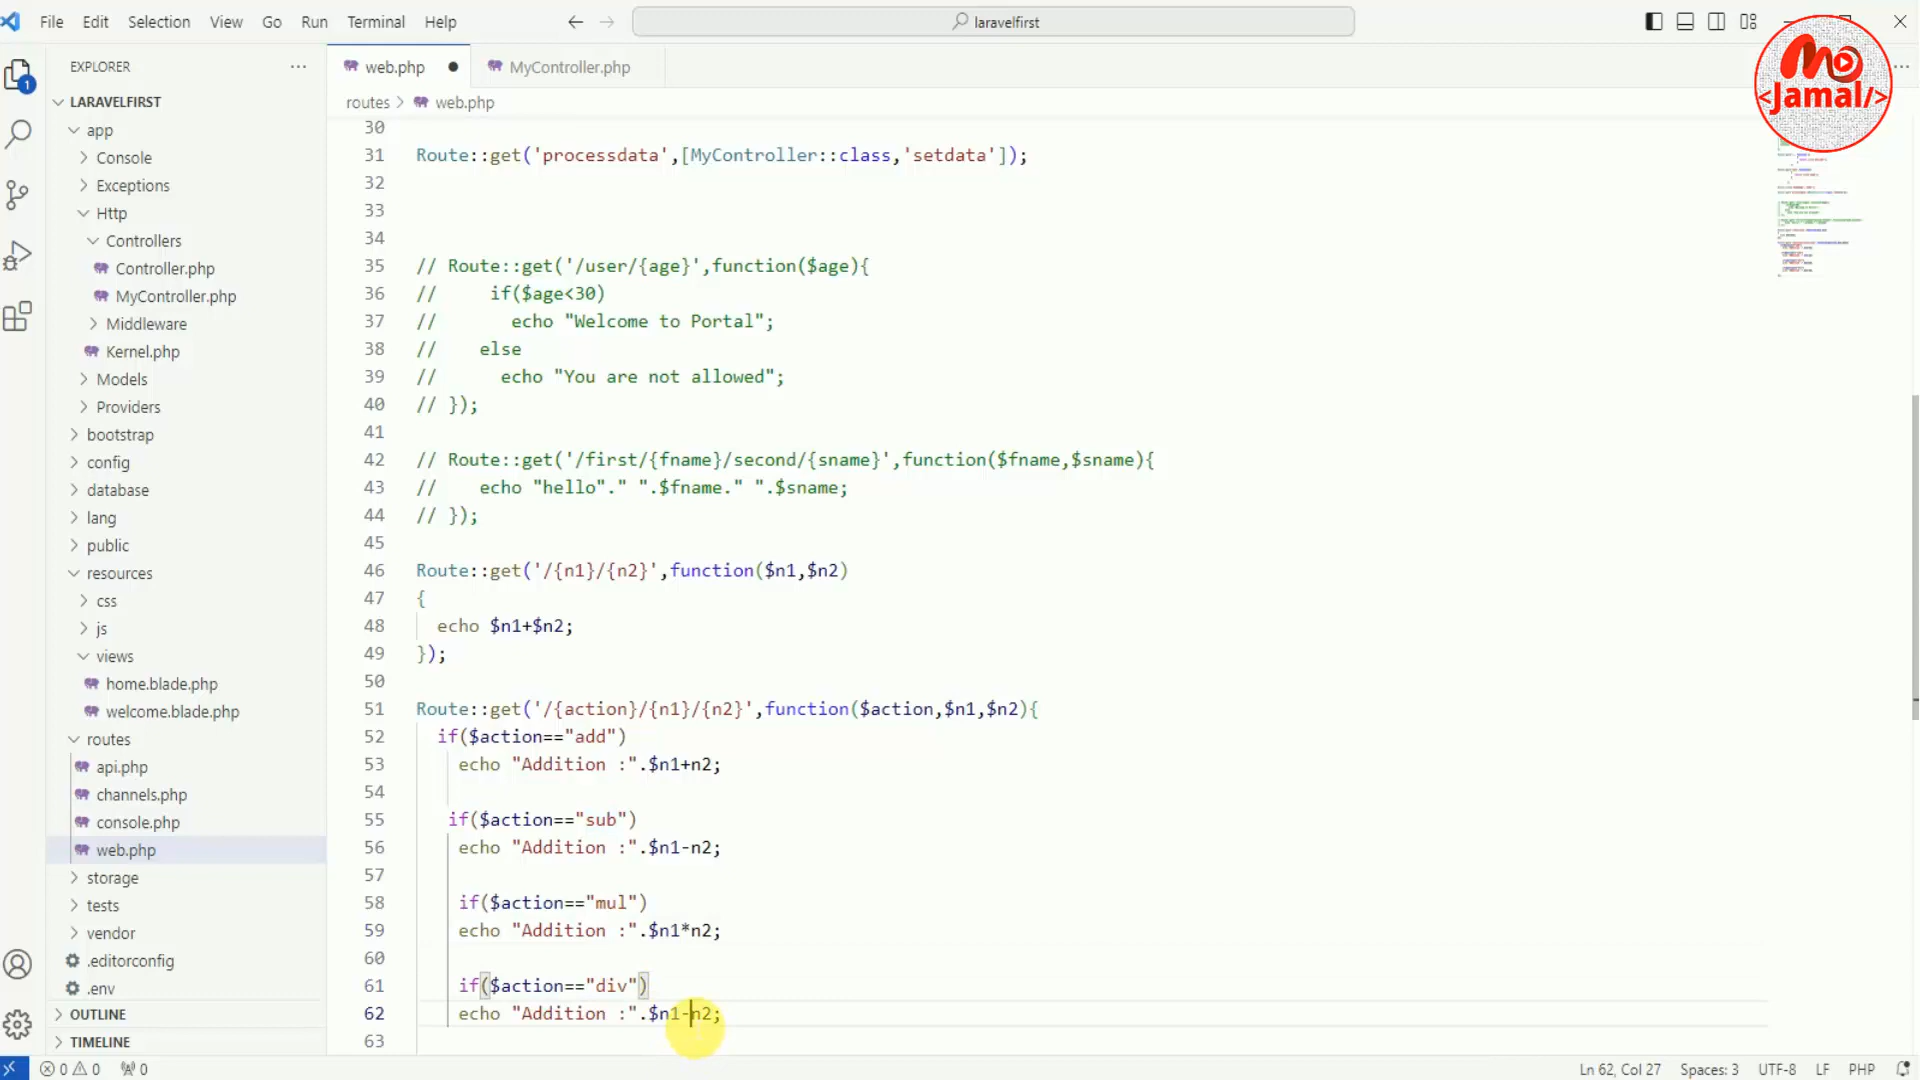 File Edit Selection View Go Run Terminal Help
laravelfirst
EXPLORER
LARAVELFIRST
app
Console
Exceptions
Http
Controllers
Controller.php
MyController.php
Middleware
Kernel.php
Models
Providers
bootstrap
config
database
lang
public
resources
css
js
views
home.blade.php
welcome.blade.php
routes
api.php
channels.php
console.php
web.php
storage
tests
vendor
.editorconfig
.env
OUTLINE
TIMELINE
1
web.php
MyController.php
routes > web.php
30
31 Route::get('processdata',[MyController::class,'setdata']);
32
33
34
35 // Route::get('/user/{age}',function($age){
36 // if($age<30)
37 // echo "Welcome to Portal";
38 // else
39 // echo "You are not allowed";
40 // });
41
42 // Route::get('/first/{fname}/second/{sname}',function($fname,$sname){
43 // echo "hello"." ".$fname." ".$sname;
44 // });
45
46 Route::get('/{n1}/{n2}',function($n1,$n2)
47 {
48 echo $n1+$n2;
49 });
50
51 Route::get('/{action}/{n1}/{n2}',function($action,$n1,$n2){
52 if($action=="add")
53 echo "Addition :".$n1+n2;
54
55 if($action=="sub")
56 echo "Addition :".$n1-n2;
57
58 if($action=="mul")
59 echo "Addition :".$n1*n2;
60
61 if($action=="div")
62 echo "Addition :".$n1-n2;
63
Mo
<Jamal/>
0 0 0
Ln 62, Col 27 Spaces: 3 UTF-8 LF PHP